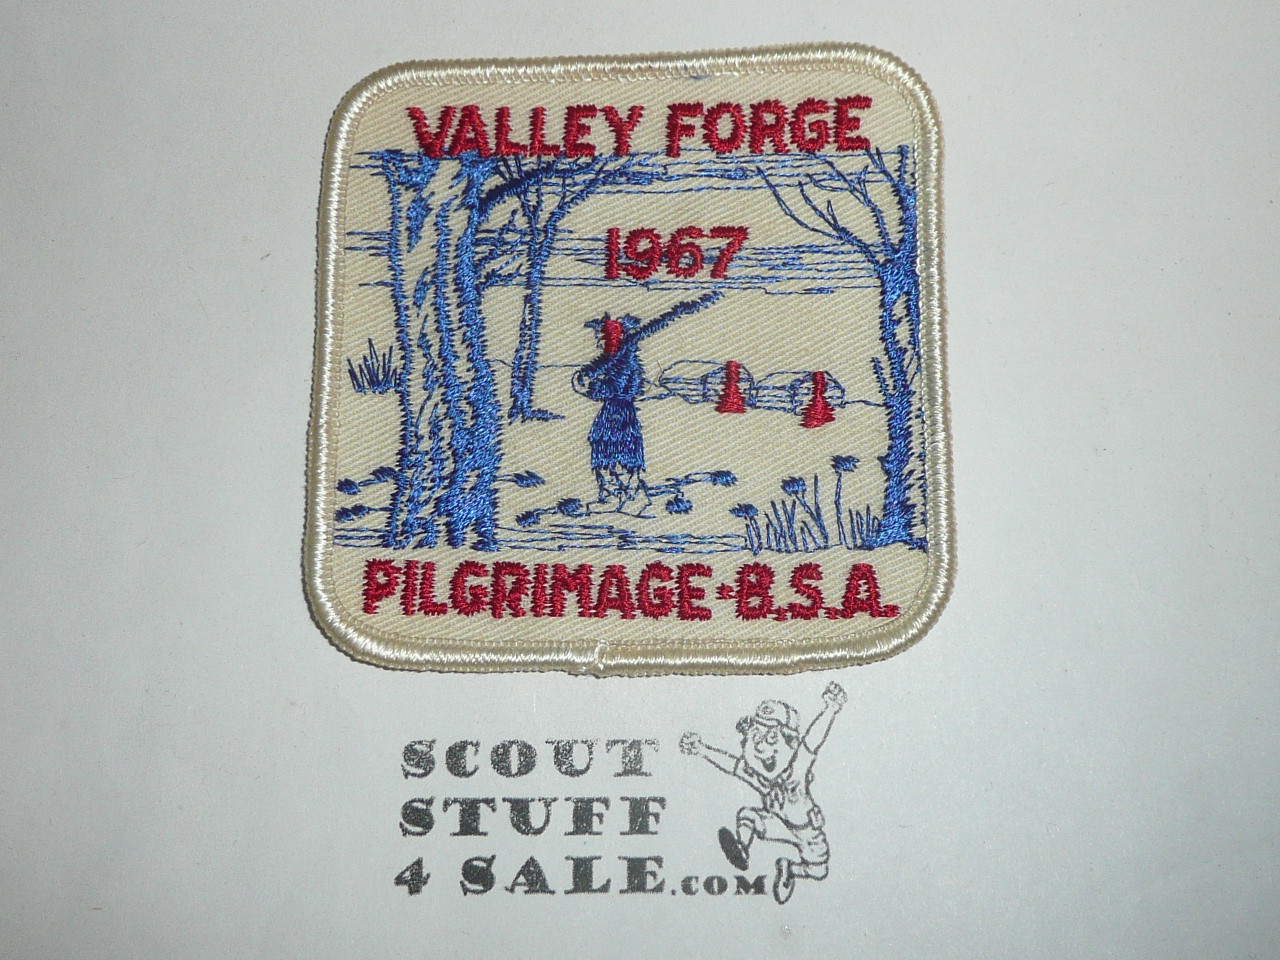 VALLEY FORGE
1967
PILGRIMAGE·B.S.A.
SCOUT
STUFF
4 SALE.COM